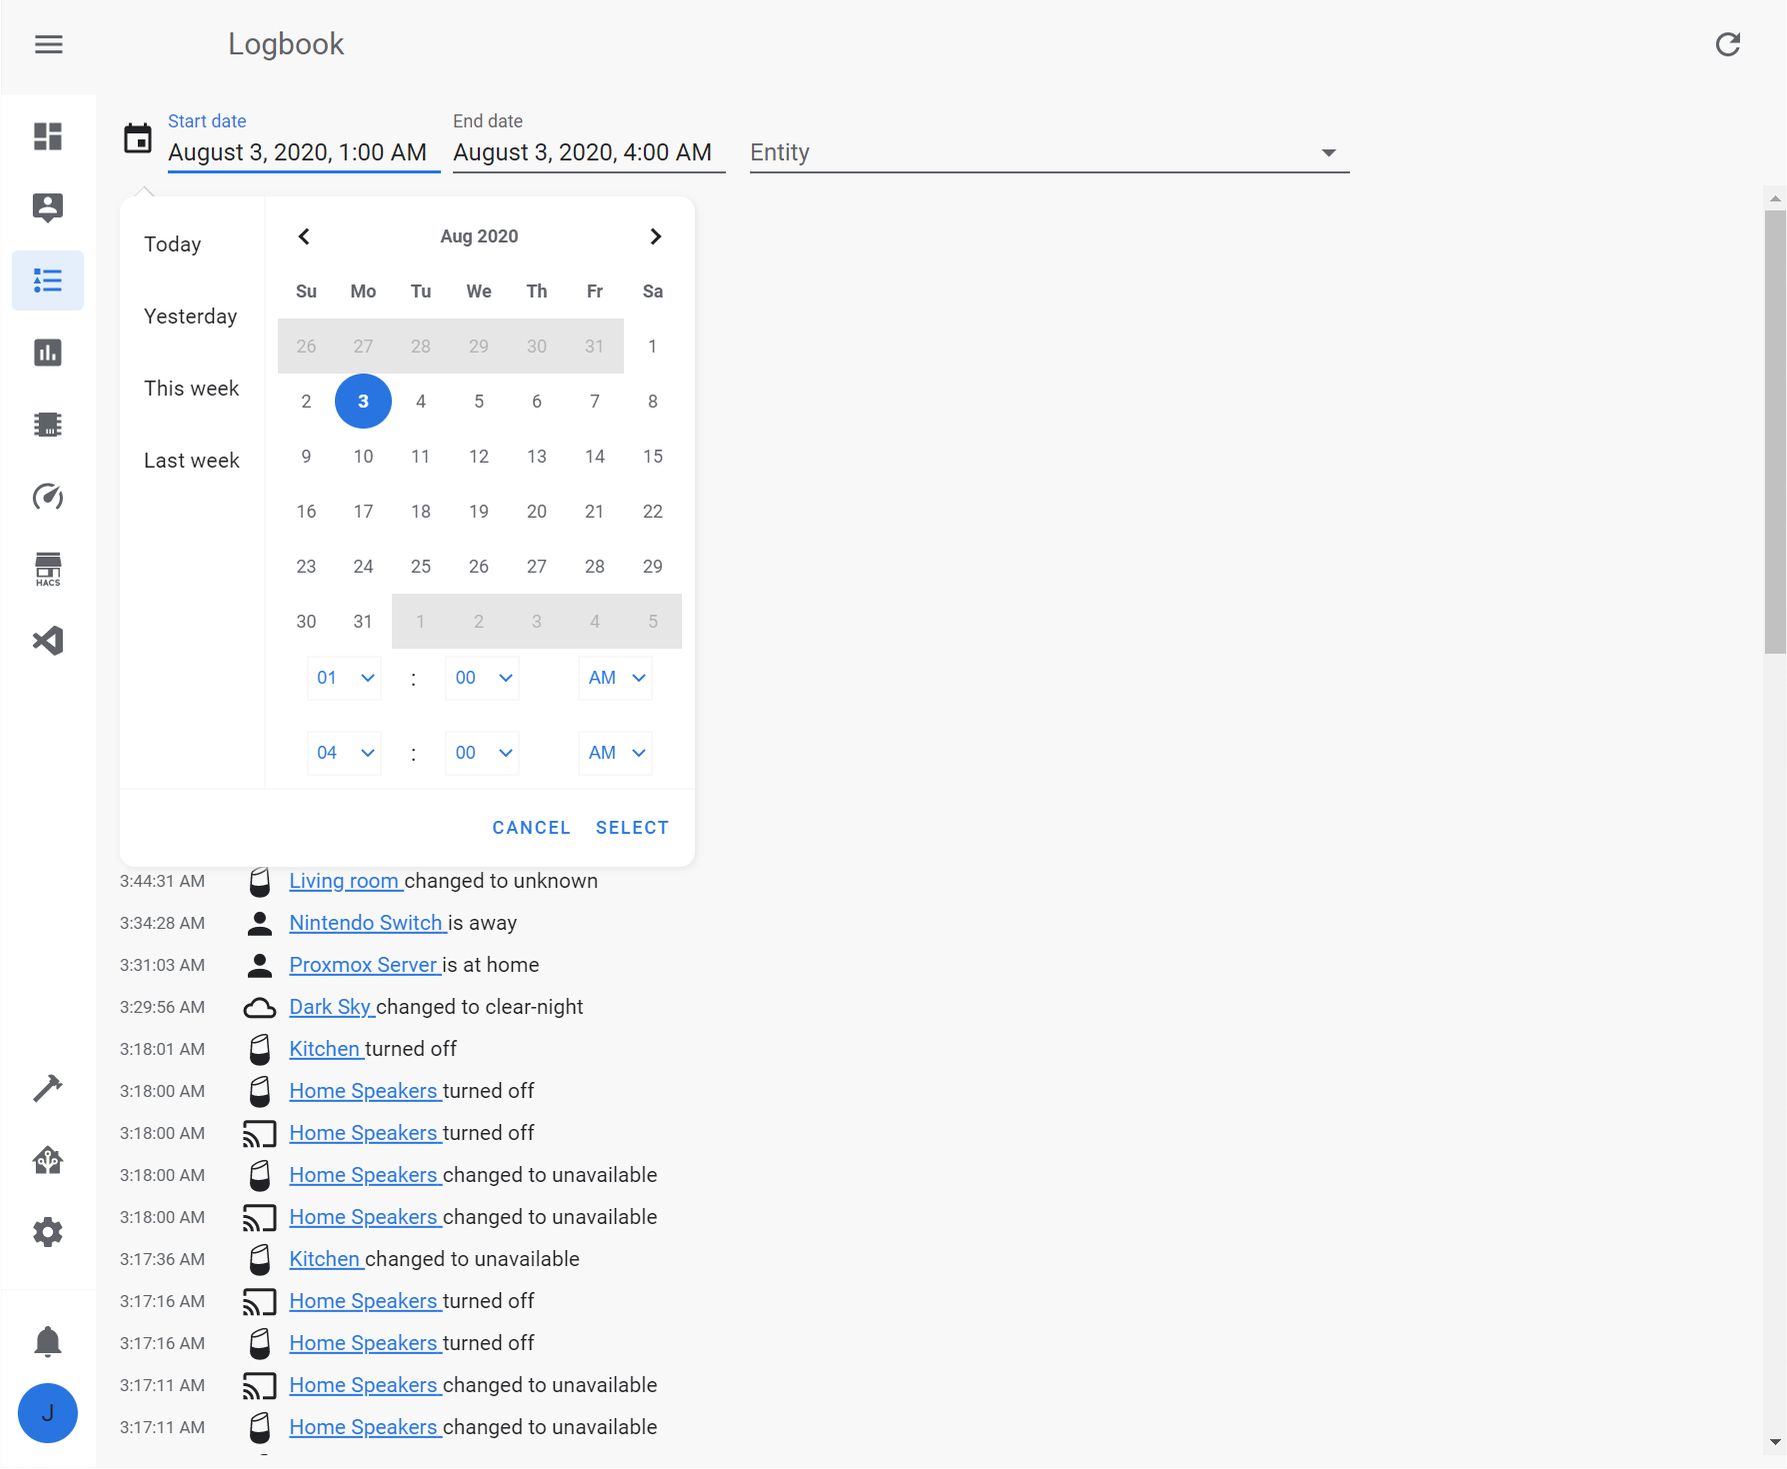 Logbook
Start date
August 3, 2020, 1:00 AM
End date
August 3, 2020, 4:00 AM
Entity
Today
Yesterday
This week
Last week
Aug 2020
Su Mo Tu We Th Fr Sa
26 27 28 29 30 31 1
2 3 4 5 6 7 8
9 10 11 12 13 14 15
16 17 18 19 20 21 22
23 24 25 26 27 28 29
30 31 1 2 3 4 5
01 : 00 AM
04 : 00 AM
CANCEL SELECT
HACS
3:44:31 AM Living room changed to unknown
3:34:28 AM Nintendo Switch is away
3:31:03 AM Proxmox Server is at home
3:29:56 AM Dark Sky changed to clear-night
3:18:01 AM Kitchen turned off
3:18:00 AM Home Speakers turned off
3:18:00 AM Home Speakers turned off
3:18:00 AM Home Speakers changed to unavailable
3:18:00 AM Home Speakers changed to unavailable
3:17:36 AM Kitchen changed to unavailable
3:17:16 AM Home Speakers turned off
3:17:16 AM Home Speakers turned off
3:17:11 AM Home Speakers changed to unavailable
3:17:11 AM Home Speakers changed to unavailable
J